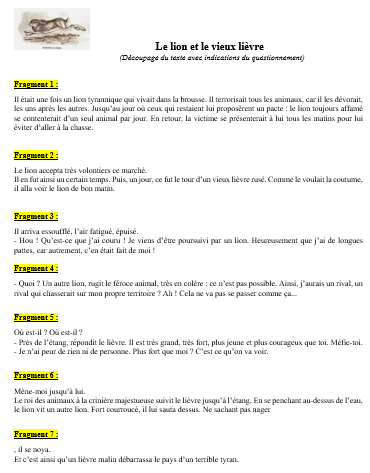 Le lion et le vieux lièvre
(Découpage du texte avec indications du questionnement)
Fragment 1 :
Il était une fois un lion tyrannique qui vivait dans la brousse. Il terrorisait tous les animaux, car il les dévorait,
les uns après les autres. Jusqu'au jour où ceux qui restaient lui proposèrent un pacte : le lion toujours affamé
se contenterait d'un seul animal par jour. En retour, la victime se présenterait à lui tous les matins pour lui
éviter d'aller à la chasse.
Fragment 2 :
Le lion accepta très volontiers ce marché.
Il en fut ainsi un certain temps. Puis, un jour, ce fut le tour d'un vieux lièvre rusé. Comme le voulait la coutume,
il alla voir le lion de bon matin.
Fragment 3 :
Il arriva essoufflé, l'air fatigué, épuisé.
- Hou ! Qu'est-ce que j'ai couru ! Je viens d'être poursuivi par un lion. Heureusement que j'ai de longues
pattes, car autrement, c'en était fait de moi !
Fragment 4 :
- Quoi ? Un autre lion, rugit le féroce animal, très en colère : ce n'est pas possible. Ainsi, j'aurais un rival, un
rival qui chasserait sur mon propre territoire ? Ah ! Cela ne va pas se passer comme ça...
Fragment 5 :
Où est-il ? Où est-il ?
- Près de l'étang, répondit le lièvre. Il est très grand, très fort, plus jeune et plus courageux que toi. Méfie-toi.
- Je n'ai peur de rien ni de personne. Plus fort que moi ? C'est ce qu'on va voir.
Fragment 6 :
Mène-moi jusqu'à lui.
Le roi des animaux à la crinière majestueuse suivit le lièvre jusqu'à l'étang. En se penchant au-dessus de l'eau,
le lion vit un autre lion. Fort courroucé, il lui sauta dessus. Ne sachant pas nager
Fragment 7 :
, il se noya.
Et c'est ainsi qu'un lièvre malin débarrassa le pays d'un terrible tyran.